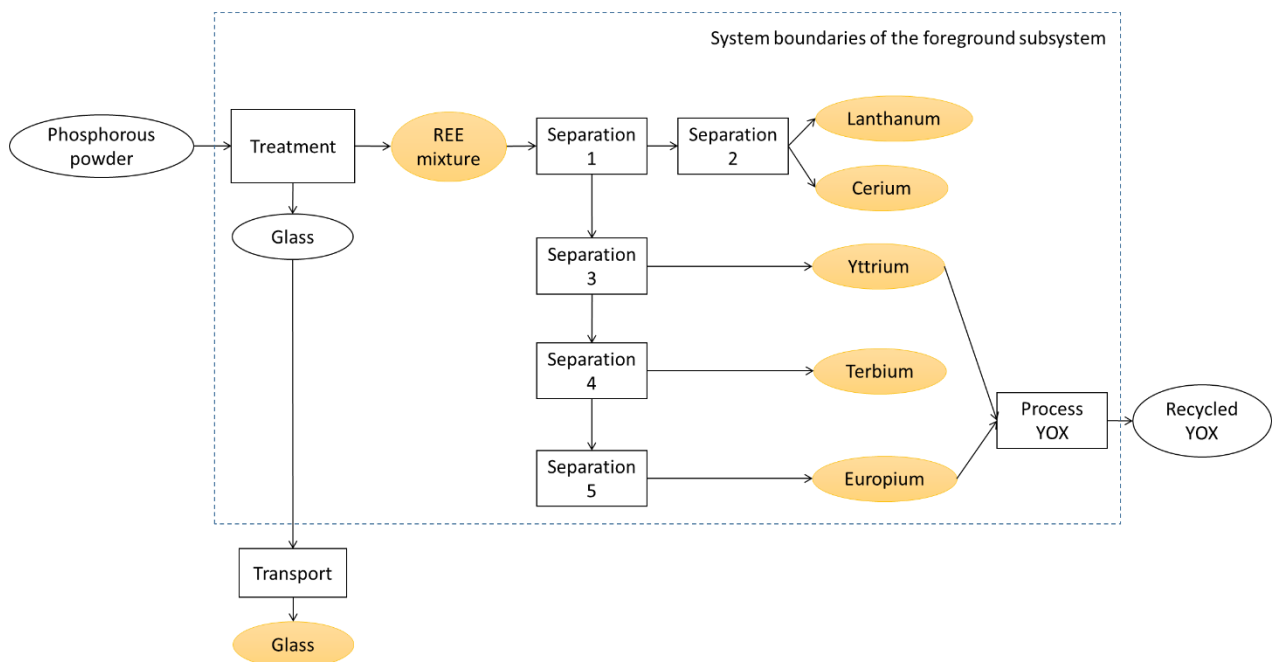 System boundaries of the foreground subsystem
Phosphorous
powder
Treatment
REE
mixture
Separation
1
Separation
2
Lanthanum
Cerium
Glass
Separation
3
Yttrium
Separation
4
Terbium
Process
YOX
Recycled
YOX
Separation
5
Europium
Transport
Glass